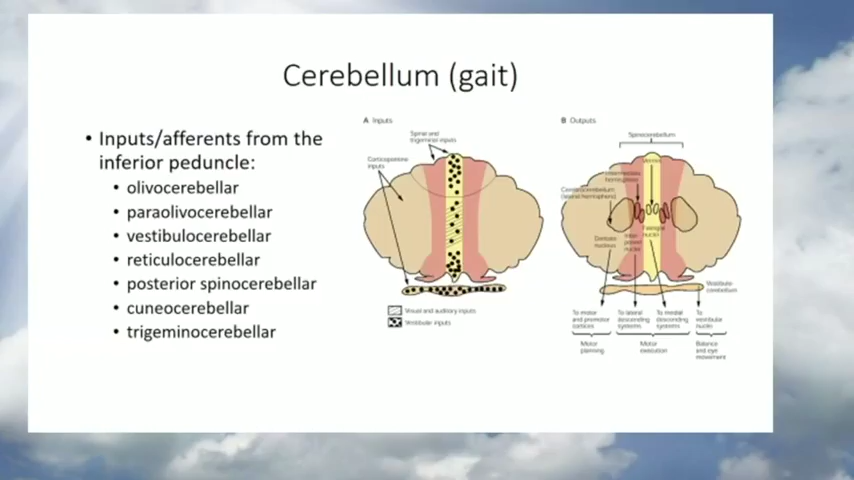 Cerebellum (gait)
• Inputs/afferents from the
inferior peduncle:
• olivocerebellar
• paraolivocerebellar
• vestibulocerebellar
• reticulocerebellar
• posterior spinocerebellar
• cuneocerebellar
• trigeminocerebellar
A Inputs
Spinal and
trigeminal inputs
Corticopontine
inputs
Visual and auditory inputs
Vestibular inputs
B Outputs
Spinocerebellum
Vermis
Intermediate
hemisphere
Cerebrocerebellum
(lateral hemisphere)
Fastigial
nucleus
Dentate
nucleus
Inter-
posed
nuclei
Vestibulo-
cerebellum
To motor
and premotor
cortices
To lateral
descending
systems
To medial
descending
systems
To
vestibular
nuclei
Motor
planning
Motor
execution
Balance
and eye
movement